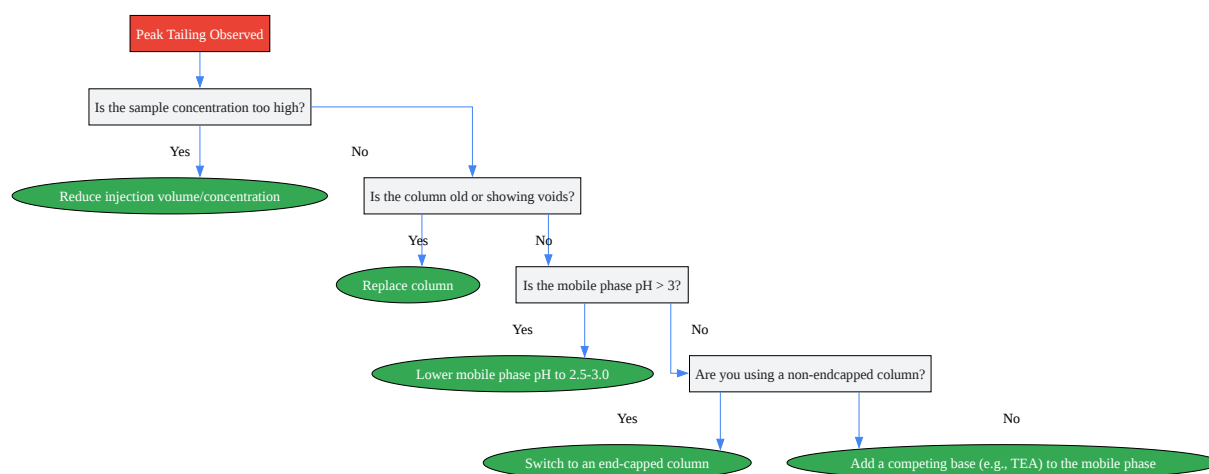 Peak Tailing Observed
Is the sample concentration too high?
Yes
No
Reduce injection volume/concentration
Is the column old or showing voids?
Yes
No
Replace column
Is the mobile phase pH > 3?
Yes
No
Lower mobile phase pH to 2.5-3.0
Are you using a non-endcapped column?
Yes
No
Switch to an end-capped column
Add a competing base (e.g., TEA) to the mobile phase